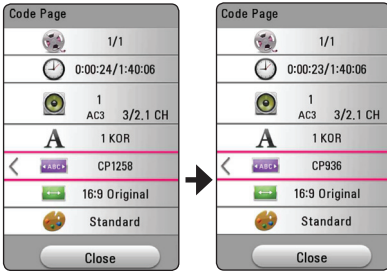 Code Page
1/1
0:00:24/1:40:06
1
AC3 3/2.1 CH
A 1 KOR
ABC CP1258
16:9 Original
Standard
Close
Code Page
1/1
0:00:23/1:40:06
1
AC3 3/2.1 CH
A 1 KOR
ABC CP936
16:9 Original
Standard
Close